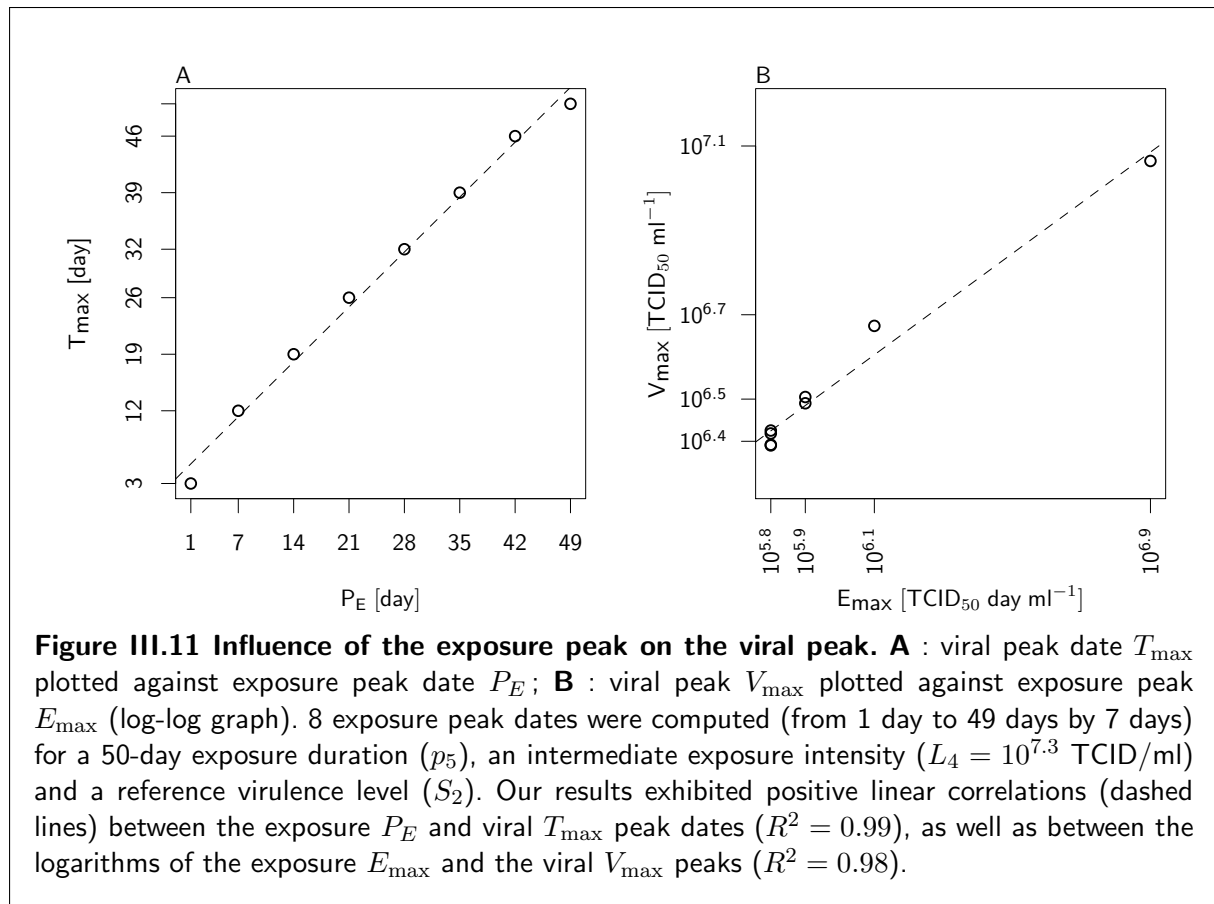 A
T_max [day]
46
39
32
26
19
12
3
1 7 14 21 28 35 42 49
P_E [day]
B
V_max [TCID_50 ml^−1]
10^7.1
10^6.7
10^6.5
10^6.4
10^5.8 10^5.9 10^6.1 10^6.9
E_max [TCID_50 day ml^−1]
Figure III.11 Influence of the exposure peak on the viral peak. A : viral peak date T_max
plotted against exposure peak date P_E ; B : viral peak V_max plotted against exposure peak
E_max (log-log graph). 8 exposure peak dates were computed (from 1 day to 49 days by 7 days)
for a 50-day exposure duration (p_5), an intermediate exposure intensity (L_4 = 10^7.3 TCID/ml)
and a reference virulence level (S_2). Our results exhibited positive linear correlations (dashed
lines) between the exposure P_E and viral T_max peak dates (R^2 = 0.99), as well as between the
logarithms of the exposure E_max and the viral V_max peaks (R^2 = 0.98).